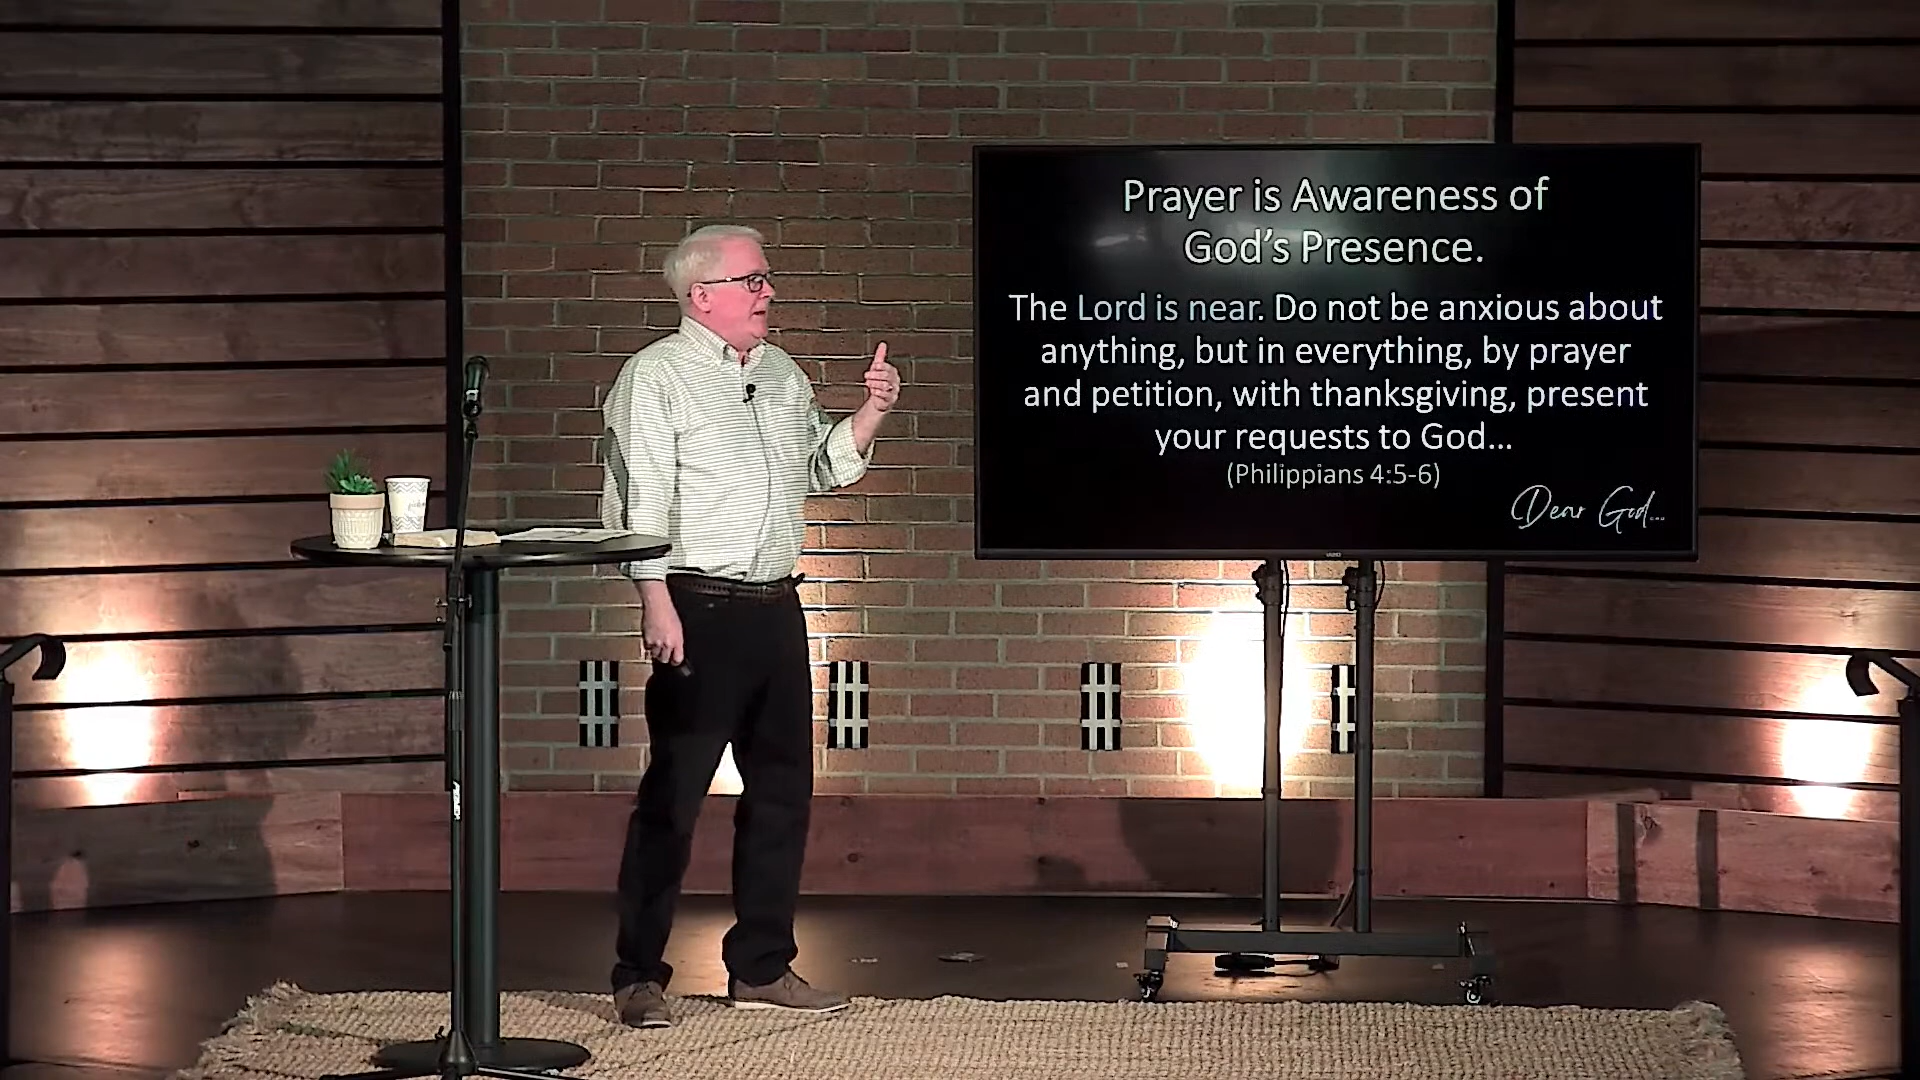 Prayer is Awareness of
God's Presence.
The Lord is near. Do not be anxious about
anything, but in everything, by prayer
and petition, with thanksgiving, present
your requests to God...
(Philippians 4:5-6)
Dear God...